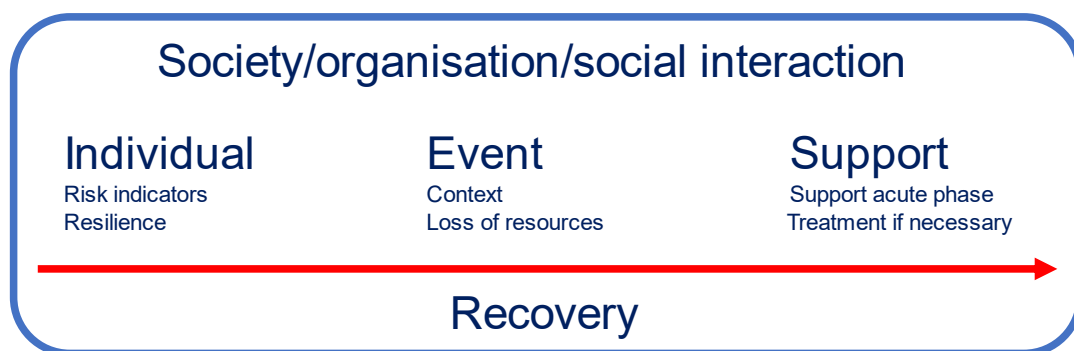 Society/organisation/social interaction
Individual Event Support
Risk indicators Context Support acute phase
Resilience Loss of resources Treatment if necessary
Recovery